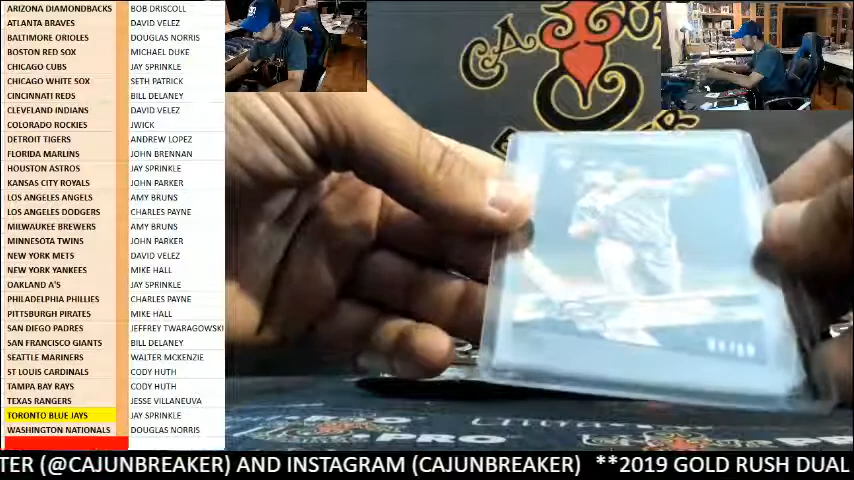 ARIZONA DIAMONDBACKS BOB DRISCOLL
ATLANTA BRAVES DAVID VELEZ
BALTIMORE ORIOLES DOUGLAS NORRIS
BOSTON RED SOX MICHAEL DUKE
CHICAGO CUBS JAY SPRINKLE
CHICAGO WHITE SOX SETH PATRICK
CINCINNATI REDS BILL DELANEY
CLEVELAND INDIANS DAVID VELEZ
COLORADO ROCKIES JWICK
DETROIT TIGERS ANDREW LOPEZ
FLORIDA MARLINS JOHN BRENNAN
HOUSTON ASTROS JAY SPRINKLE
KANSAS CITY ROYALS JOHN PARKER
LOS ANGELES ANGELS AMY BRUNS
LOS ANGELES DODGERS CHARLES PAYNE
MILWAUKEE BREWERS AMY BRUNS
MINNESOTA TWINS JOHN PARKER
NEW YORK METS DAVID VELEZ
NEW YORK YANKEES MIKE HALL
OAKLAND A'S JAY SPRINKLE
PHILADELPHIA PHILLIES CHARLES PAYNE
PITTSBURGH PIRATES MIKE HALL
SAN DIEGO PADRES JEFFREY TWARAGOWSKI
SAN FRANCISCO GIANTS BILL DELANEY
SEATTLE MARINERS WALTER MCKENZIE
ST LOUIS CARDINALS CODY HUTH
TAMPA BAY RAYS CODY HUTH
TEXAS RANGERS JESSE VILLANEUVA
TORONTO BLUE JAYS JAY SPRINKLE
WASHINGTON NATIONALS DOUGLAS NORRIS
PRO
TER (@CAJUNBREAKER) AND INSTAGRAM (CAJUNBREAKER) **2019 GOLD RUSH DUAL